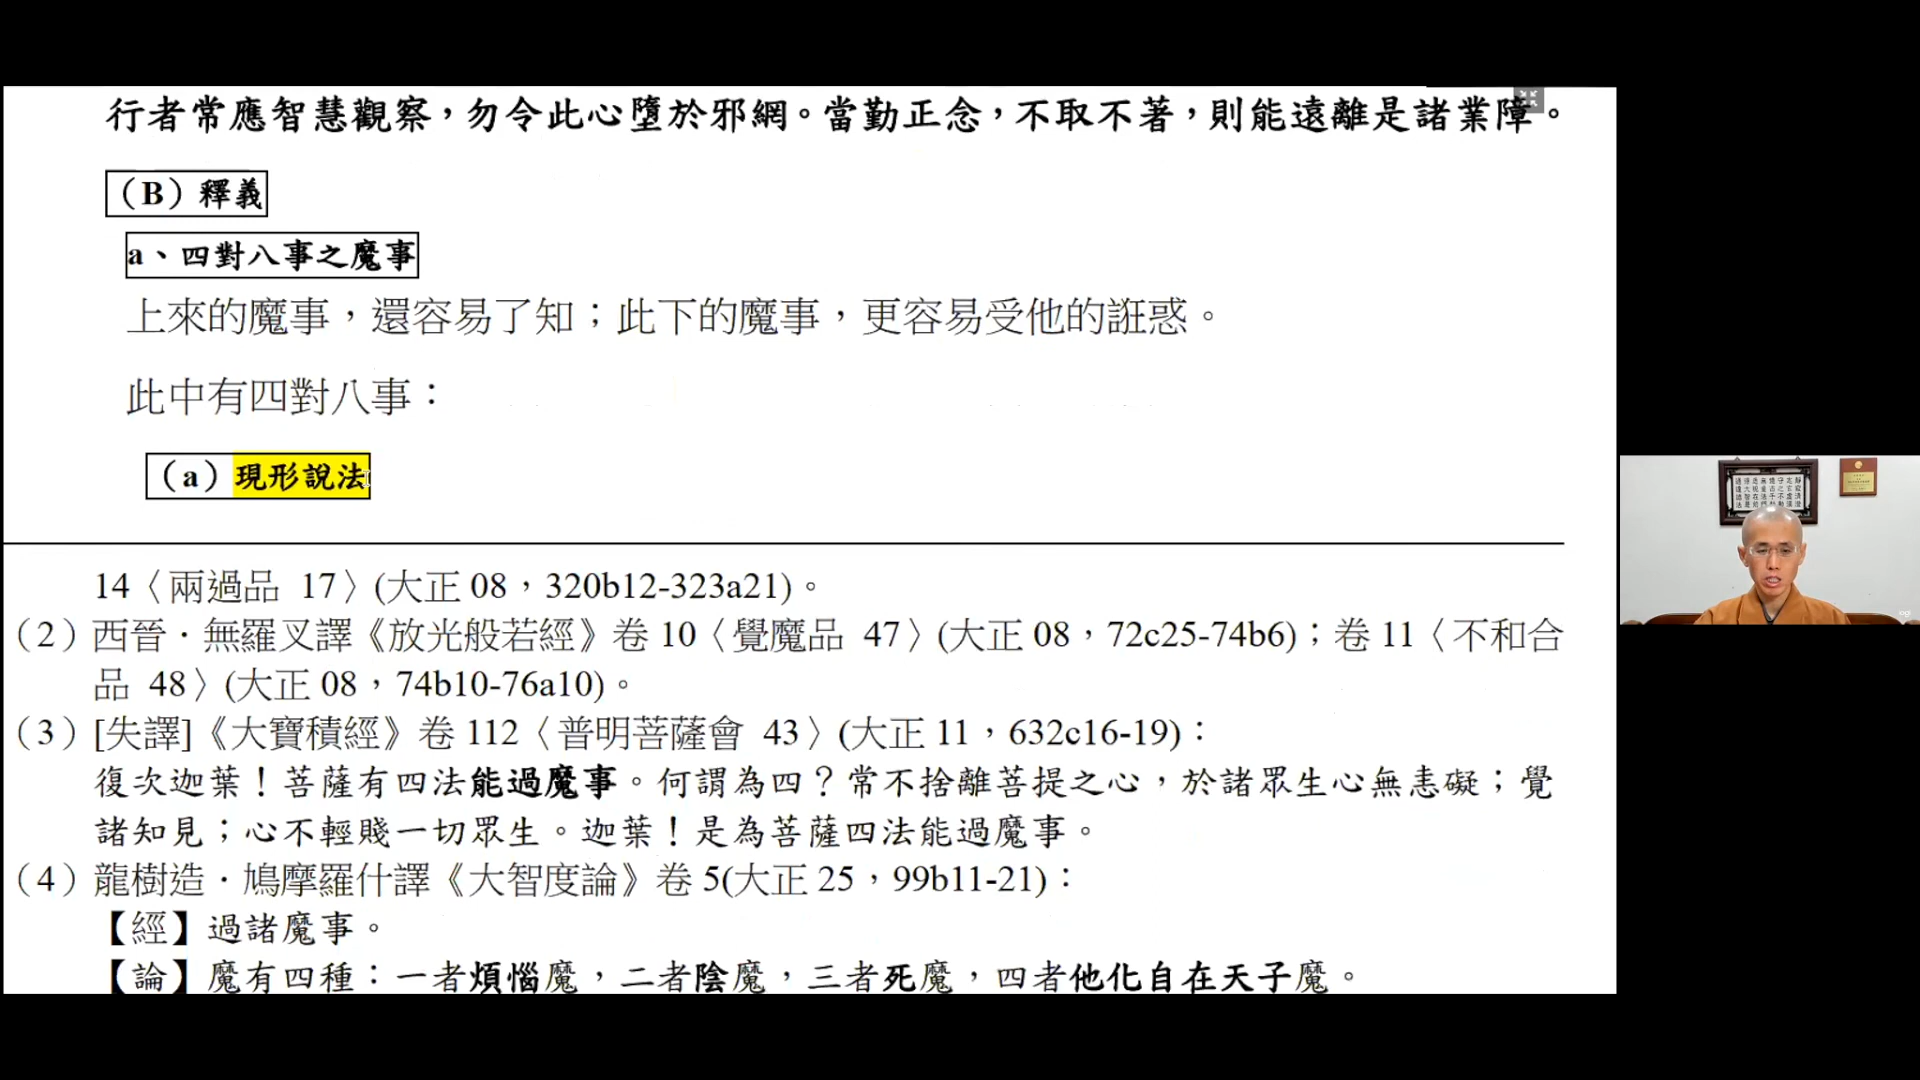 行者常應智慧觀察，勿令此心墮於邪網。當勤正念，不取不著，則能遠離是諸業障。
（B）釋義
a、四對八事之魔事
上來的魔事，還容易了知；此下的魔事，更容易受他的誑惑。
此中有四對八事：
（a）現形說法
14〈兩過品 17〉(大正 08，320b12-323a21)。
（2）西晉．無羅叉譯《放光般若經》卷 10〈覺魔品 47〉(大正 08，72c25-74b6)；卷 11〈不和合
品 48〉(大正 08，74b10-76a10)。
（3）[失譯]《大寶積經》卷 112〈普明菩薩會 43〉(大正 11，632c16-19)：
復次迦葉！菩薩有四法能過魔事。何謂為四？常不捨離菩提之心，於諸眾生心無恚礙；覺
諸知見；心不輕賤一切眾生。迦葉！是為菩薩四法能過魔事。
（4）龍樹造．鳩摩羅什譯《大智度論》卷 5(大正 25，99b11-21)：
【經】過諸魔事。
【論】魔有四種：一者煩惱魔，二者陰魔，三者死魔，四者他化自在天子魔。